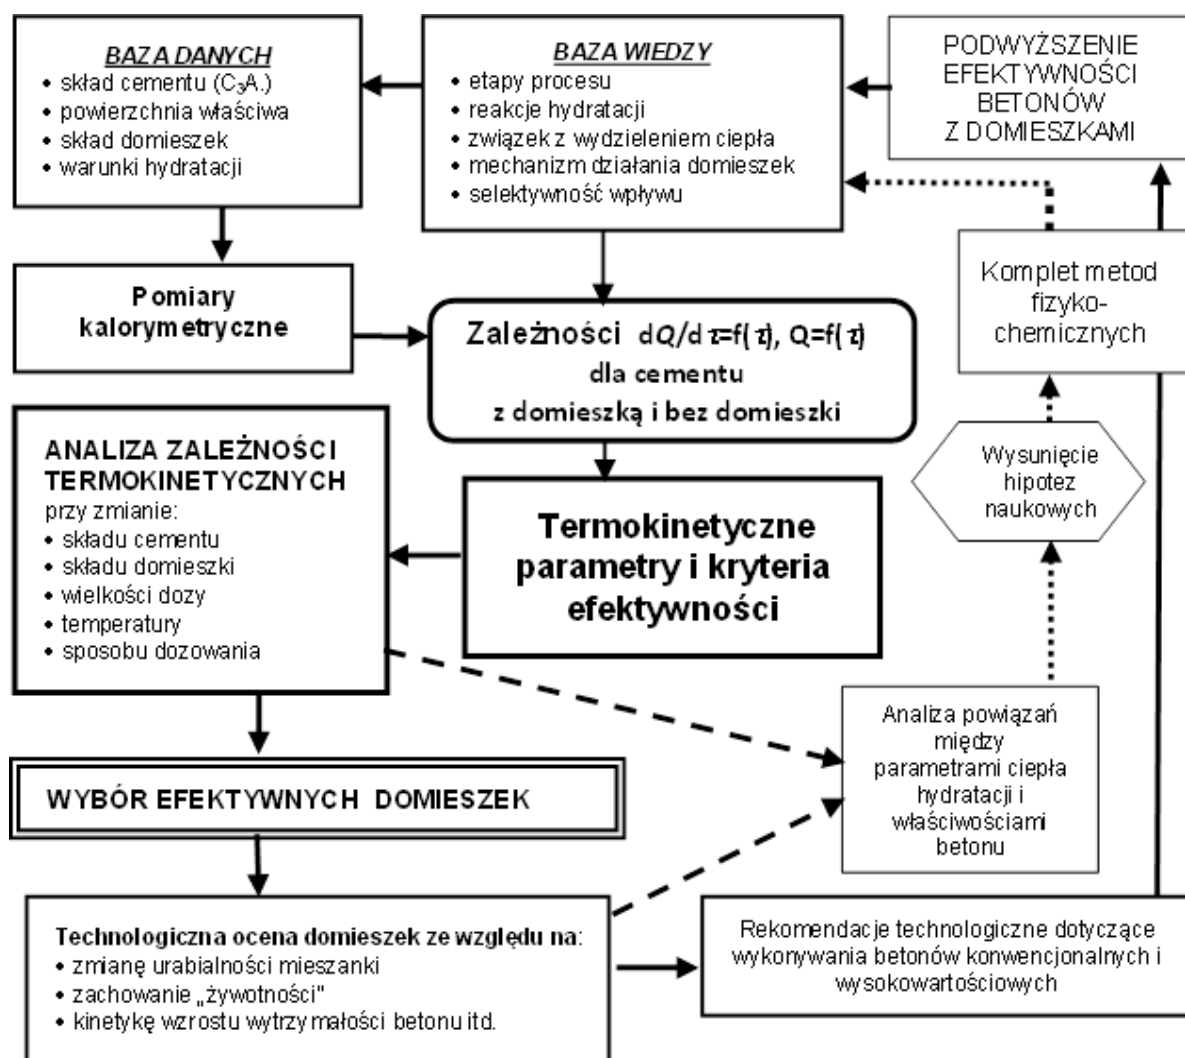 BAZA DANYCH
• skład cementu (C₃A.)
• powierzchnia właściwa
• skład domieszek
• warunki hydratacji
BAZA WIEDZY
• etapy procesu
• reakcje hydratacji
• związek z wydzieleniem ciepła
• mechanizm działania domieszek
• selektywność wpływu
PODWYŻSZENIE
EFEKTYWNOŚCI
BETONÓW
Z DOMIESZKAMI
Pomiary
kalorymetryczne
Zależności dQ/dτ=f(τ), Q=f(τ)
dla cementu
z domieszką i bez domieszki
Komplet metod
fizyko-
chemicznych
ANALIZA ZALEŻNOŚCI
TERMOKINETYCZNYCH
przy zmianie:
• składu cementu
• składu domieszki
• wielkości dozy
• temperatury
• sposobu dozowania
Termokinetyczne
parametry i kryteria
efektywności
Wysunięcie
hipotez
naukowych
Analiza powiązań
między
parametrami ciepła
hydratacji i
właściwościami
betonu
WYBÓR EFEKTYWNYCH DOMIESZEK
Technologiczna ocena domieszek ze względu na:
• zmianę urabialności mieszanki
• zachowanie „żywotności"
• kinetykę wzrostu wytrzymałości betonu itd.
Rekomendacje technologiczne dotyczące
wykonywania betonów konwencjonalnych i
wysokowartościowych